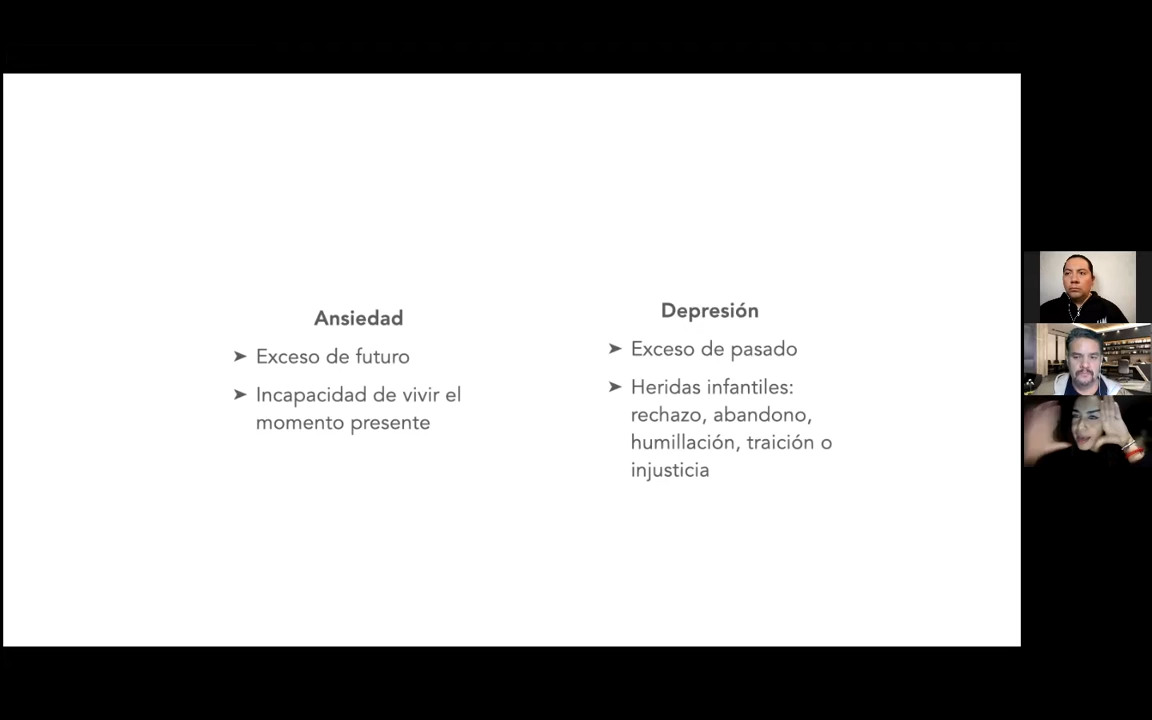 Ansiedad
➤ Exceso de futuro
➤ Incapacidad de vivir el
momento presente
Depresión
➤ Exceso de pasado
➤ Heridas infantiles:
rechazo, abandono,
humillación, traición o
injusticia